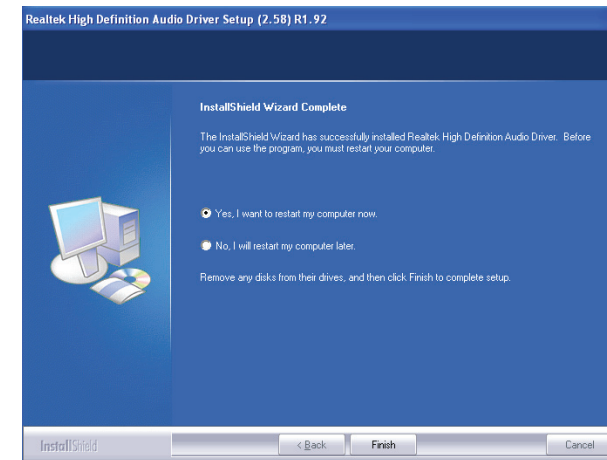 Realtek High Definition Audio Driver Setup (2.58) R1.92
InstallShield Wizard Complete
The InstallShield Wizard has successfully installed Realtek High Definition Audio Driver. Before
you can use the program, you must restart your computer.
Yes, I want to restart my computer now.
No, I will restart my computer later.
Remove any disks from their drives, and then click Finish to complete setup.
InstallShield
< Back
Finish
Cancel